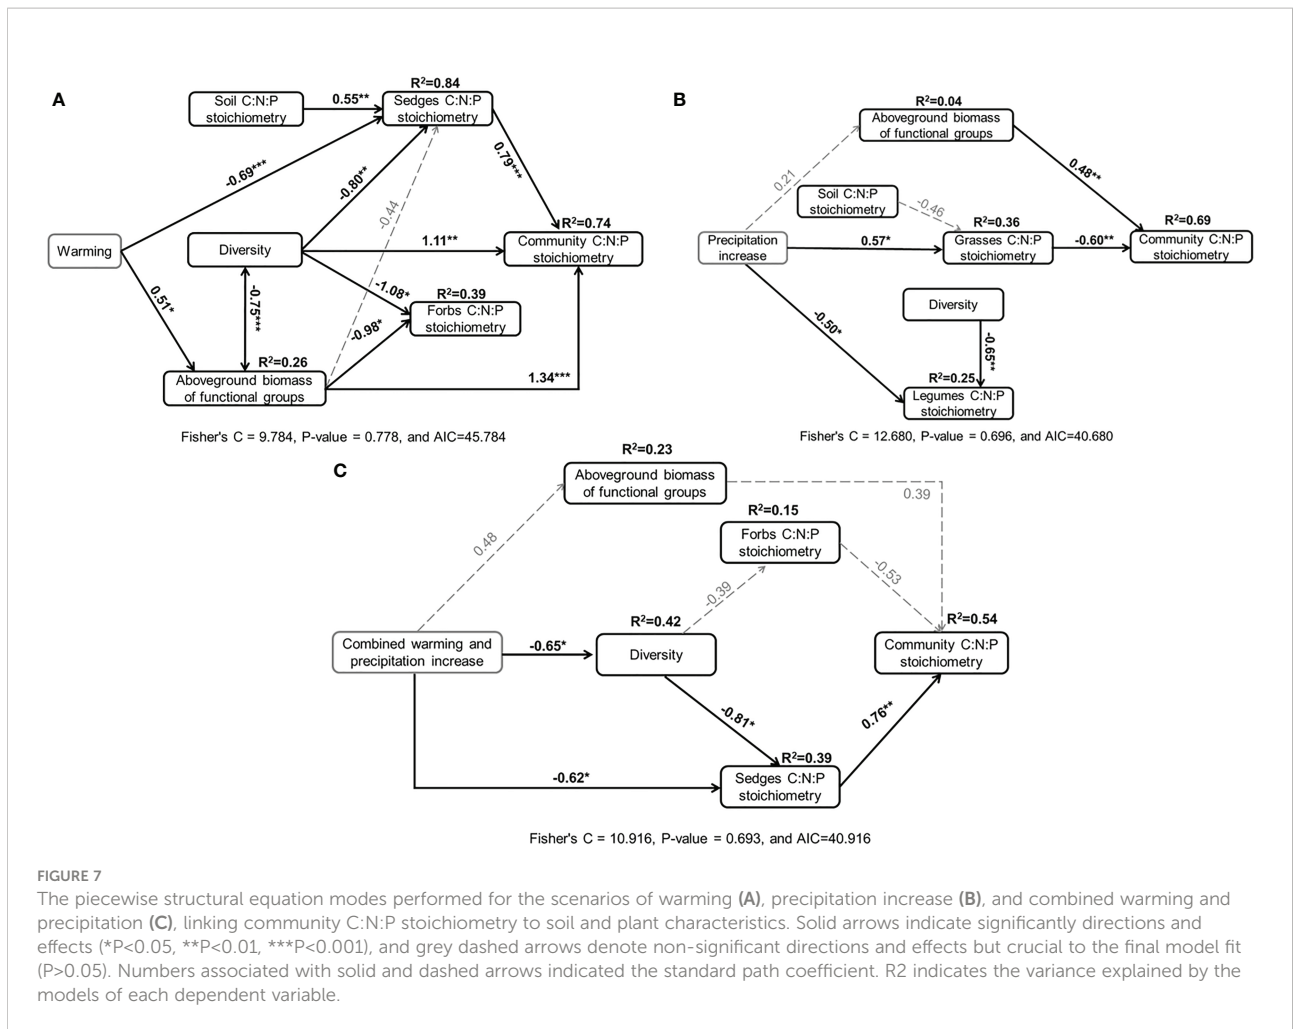 A
R²=0.84
Soil C:N:P
stoichiometry
0.55**
Sedges C:N:P
stoichiometry
-0.69***
-0.80**
-0.44
0.79***
R²=0.74
Warming
Diversity
1.11**
Community C:N:P
stoichiometry
0.51*
-0.75***
-1.08*
R²=0.39
Forbs C:N:P
stoichiometry
-0.98*
R²=0.26
Aboveground biomass
of functional groups
1.34***
Fisher's C = 9.784, P-value = 0.778, and AIC=45.784
B
R²=0.04
Aboveground biomass
of functional groups
0.21
0.48**
Soil C:N:P
stoichiometry
-0.46
R²=0.36
R²=0.69
Precipitation
increase
0.57*
Grasses C:N:P
stoichiometry
-0.60**
Community C:N:P
stoichiometry
Diversity
-0.50*
-0.65**
R²=0.25
Legumes C:N:P
stoichiometry
Fisher's C = 12.680, P-value = 0.696, and AIC=40.680
C
R²=0.23
Aboveground biomass
of functional groups
0.39
R²=0.15
Forbs C:N:P
stoichiometry
0.48
-0.39
-0.53
R²=0.42
R²=0.54
Combined warming and
precipitation increase
-0.65*
Diversity
Community C:N:P
stoichiometry
-0.81*
0.76**
R²=0.39
-0.62*
Sedges C:N:P
stoichiometry
Fisher's C = 10.916, P-value = 0.693, and AIC=40.916
FIGURE 7
The piecewise structural equation modes performed for the scenarios of warming (A), precipitation increase (B), and combined warming and
precipitation (C), linking community C:N:P stoichiometry to soil and plant characteristics. Solid arrows indicate significantly directions and
effects (*P<0.05, **P<0.01, ***P<0.001), and grey dashed arrows denote non-significant directions and effects but crucial to the final model fit
(P>0.05). Numbers associated with solid and dashed arrows indicated the standard path coefficient. R2 indicates the variance explained by the
models of each dependent variable.